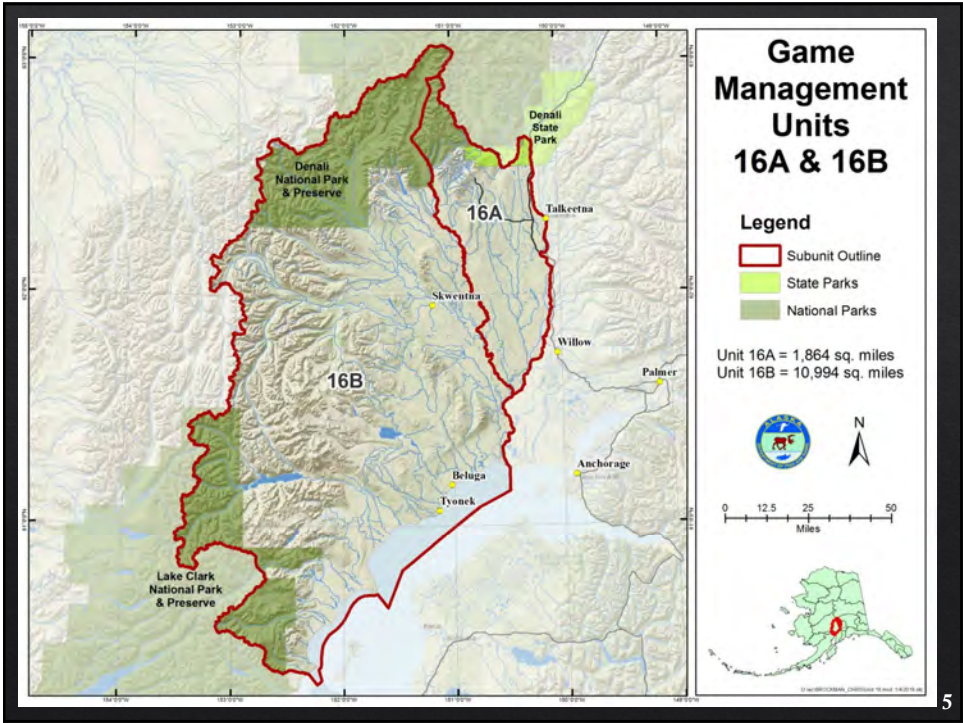 Denali
State
Park
Denali
National Park
& Preserve
16A
Talkeetna
Skwentna
Willow
16B
Palmer
Anchorage
Beluga
Tyonek
Lake Clark
National Park
& Preserve
Game
Management
Units
16A & 16B
Legend
Subunit Outline
State Parks
National Parks
Unit 16A = 1,864 sq. miles
Unit 16B = 10,994 sq. miles
ALASKA
N
0 12.5 25 50
Miles
5